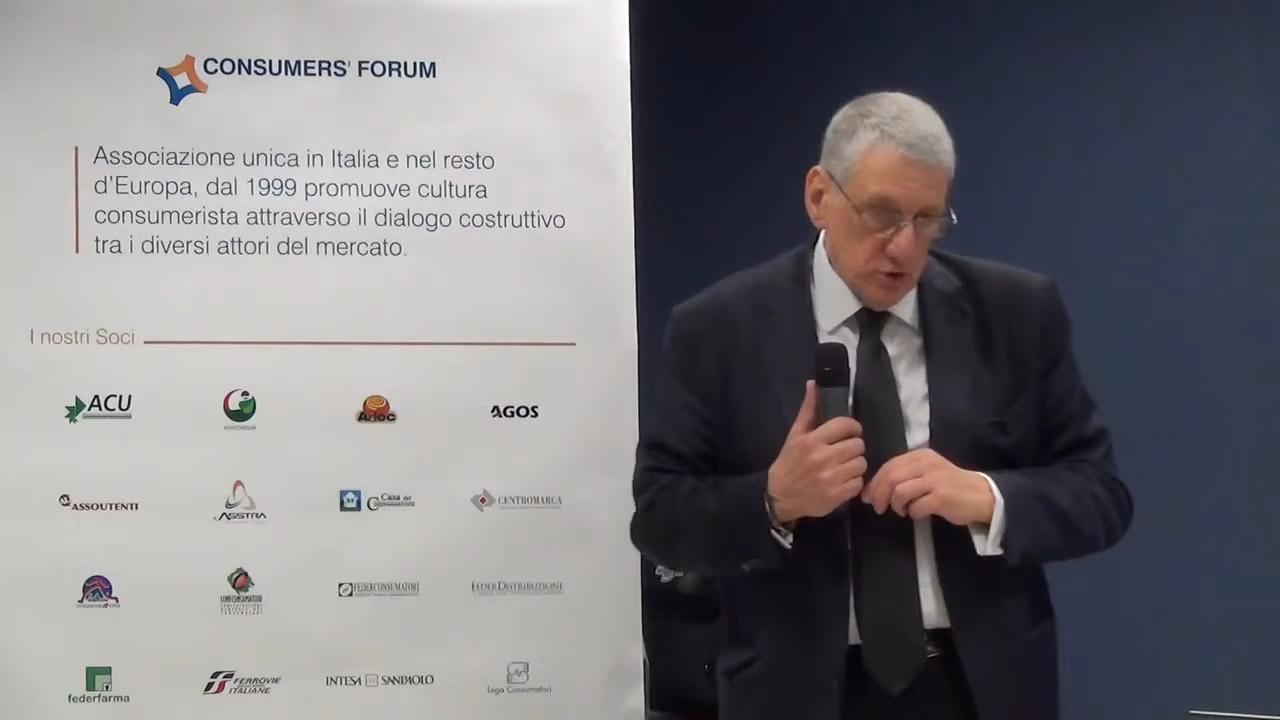 CONSUMERS' FORUM
Associazione unica in Italia e nel resto
d'Europa, dal 1999 promuove cultura
consumerista attraverso il dialogo costruttivo
tra i diversi attori del mercato.
I nostri Soci
ACU
Adoc
AGOS
ASSOUTENTI
ASSTRA
Casa del Consumatore
CENTROMARCA
CONFCONSUMATORI
FEDERCONSUMATORI
FEDERDISTRIBUZIONE
federfarma
FERROVIE
ITALIANE
INTESA SANPAOLO
Lega Consumatori